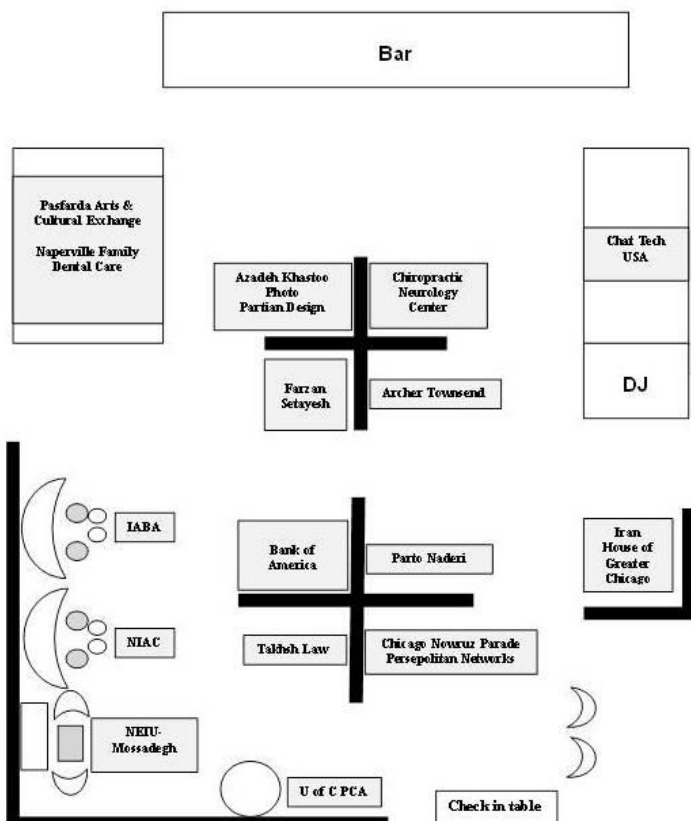 Bar
Pasfarda Arts &
Cultural Exchange
Naperville Family
Dental Care
Chat Tech
USA
Azadeh Khastoo
Photo
Partian Design
Chiropractic
Neurology
Center
Farzan
Setayesh
Archer Townsend
DJ
IABA
Bank of
America
Parto Naderi
Iran
House of
Greater
Chicago
NIAC
Takhsh Law
Chicago Nowruz Parade
Persepolitan Networks
NEIU-
Mossadegh
U of C PCA
Check in table